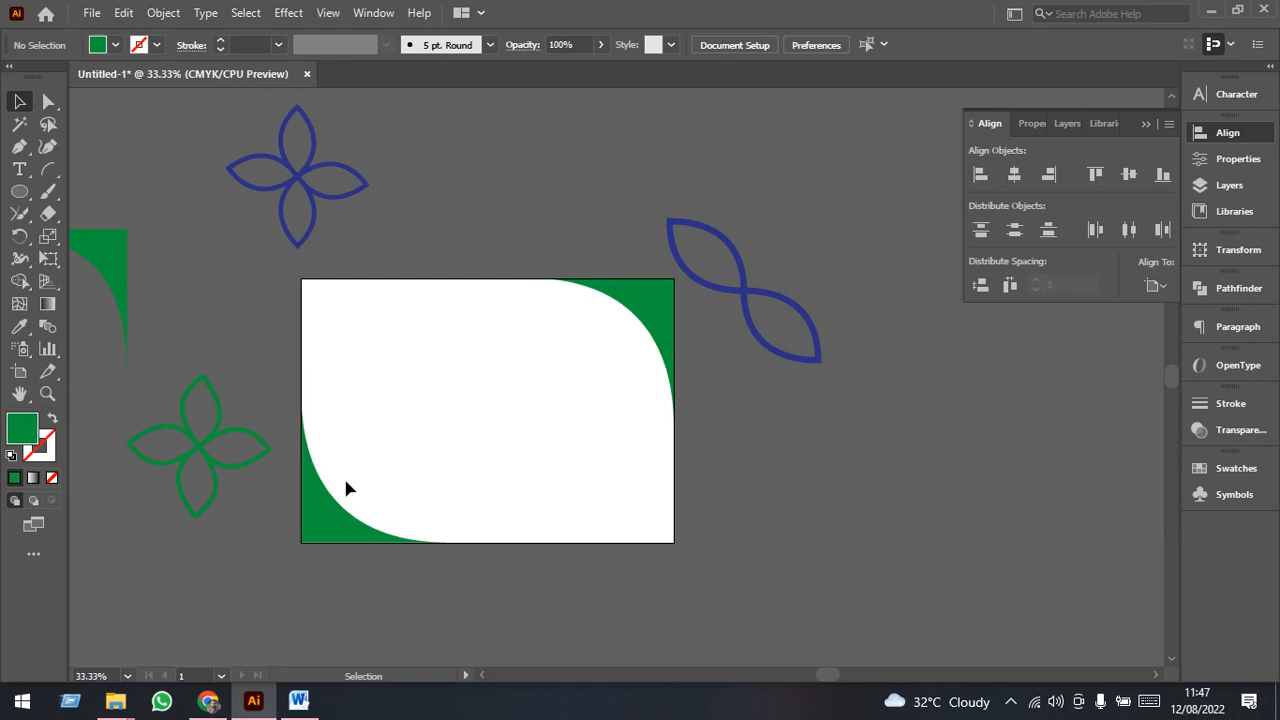 Ai File Edit Object Type Select Effect View Window Help Search Adobe Help
No Selection Stroke: 5 pt. Round Opacity: 100% Style: Document Setup Preferences
Untitled-1* @ 33.33% (CMYK/CPU Preview) ×
Character
Align Proper Layers Librari
Align
Align Objects:
Properties
Layers
Distribute Objects:
Libraries
Transform
Distribute Spacing: Align To:
0
Pathfinder
Paragraph
OpenType
Stroke
Transpare...
Swatches
Symbols
33.33% 1 Selection
Ai W 32°C Cloudy 11:47
12/08/2022